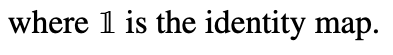 where 𝟙 is the identity map.